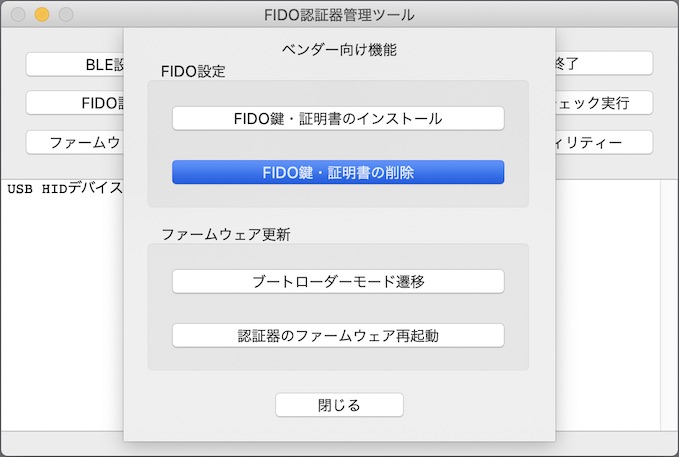 FIDO認証器管理ツール
ベンダー向け機能
FIDO設定
FIDO鍵・証明書のインストール
FIDO鍵・証明書の削除
ファームウェア更新
ブートローダーモード遷移
認証器のファームウェア再起動
閉じる
BLE設
FIDO
ファームウ
終了
ェック実行
ィリティー
USB HIDデバイス